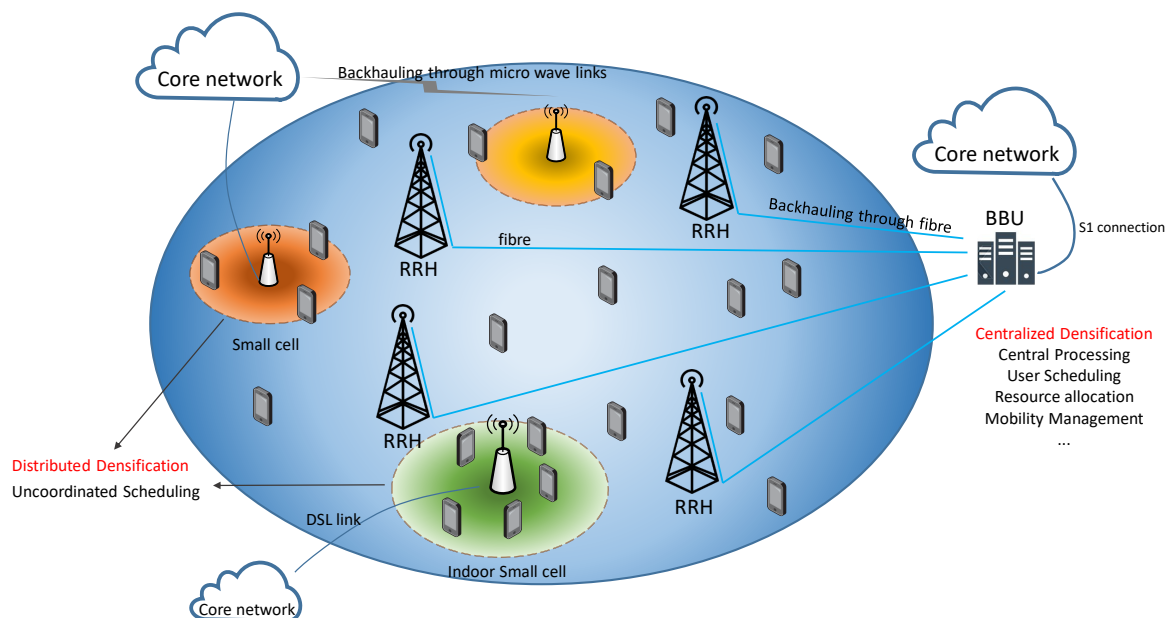 Core network
Backhauling through micro wave links
Core network
RRH
RRH
Backhauling through fibre
BBU
S1 connection
fibre
Small cell
RRH
RRH
Centralized Densification
Central Processing
User Scheduling
Resource allocation
Mobility Management
...
Distributed Densification
Uncoordinated Scheduling
DSL link
Indoor Small cell
Core network